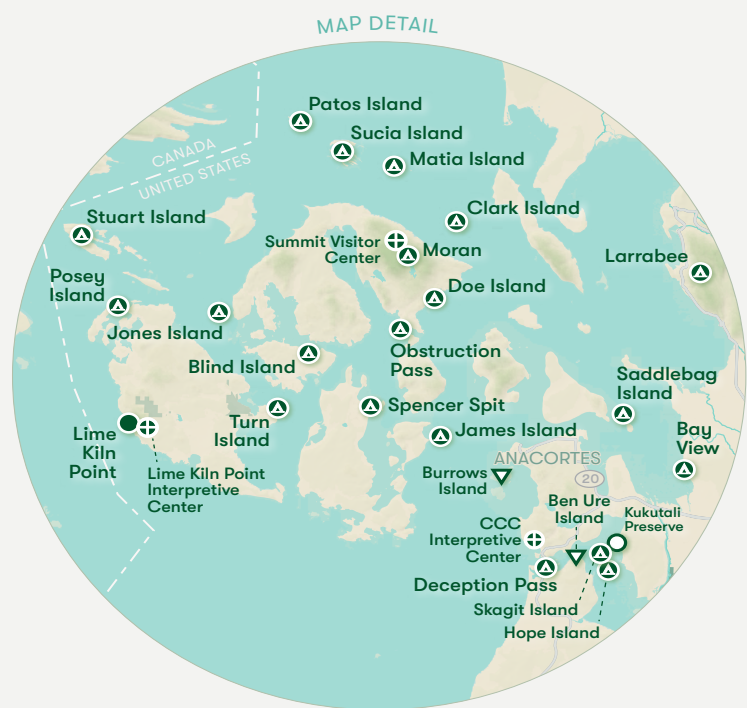 MAP DETAIL
Patos Island
Sucia Island
Matia Island
CANADA
UNITED STATES
Stuart Island
Clark Island
Summit Visitor
Center
Moran
Larrabee
Posey
Island
Doe Island
Jones Island
Obstruction
Pass
Blind Island
Saddlebag
Island
Turn
Island
Spencer Spit
James Island
Lime
Kiln
Point
Bay
View
Lime Kiln Point
Interpretive
Center
ANACORTES
20
Burrows
Island
Ben Ure
Island
Kukutali
Preserve
CCC
Interpretive
Center
Deception Pass
Skagit Island
Hope Island